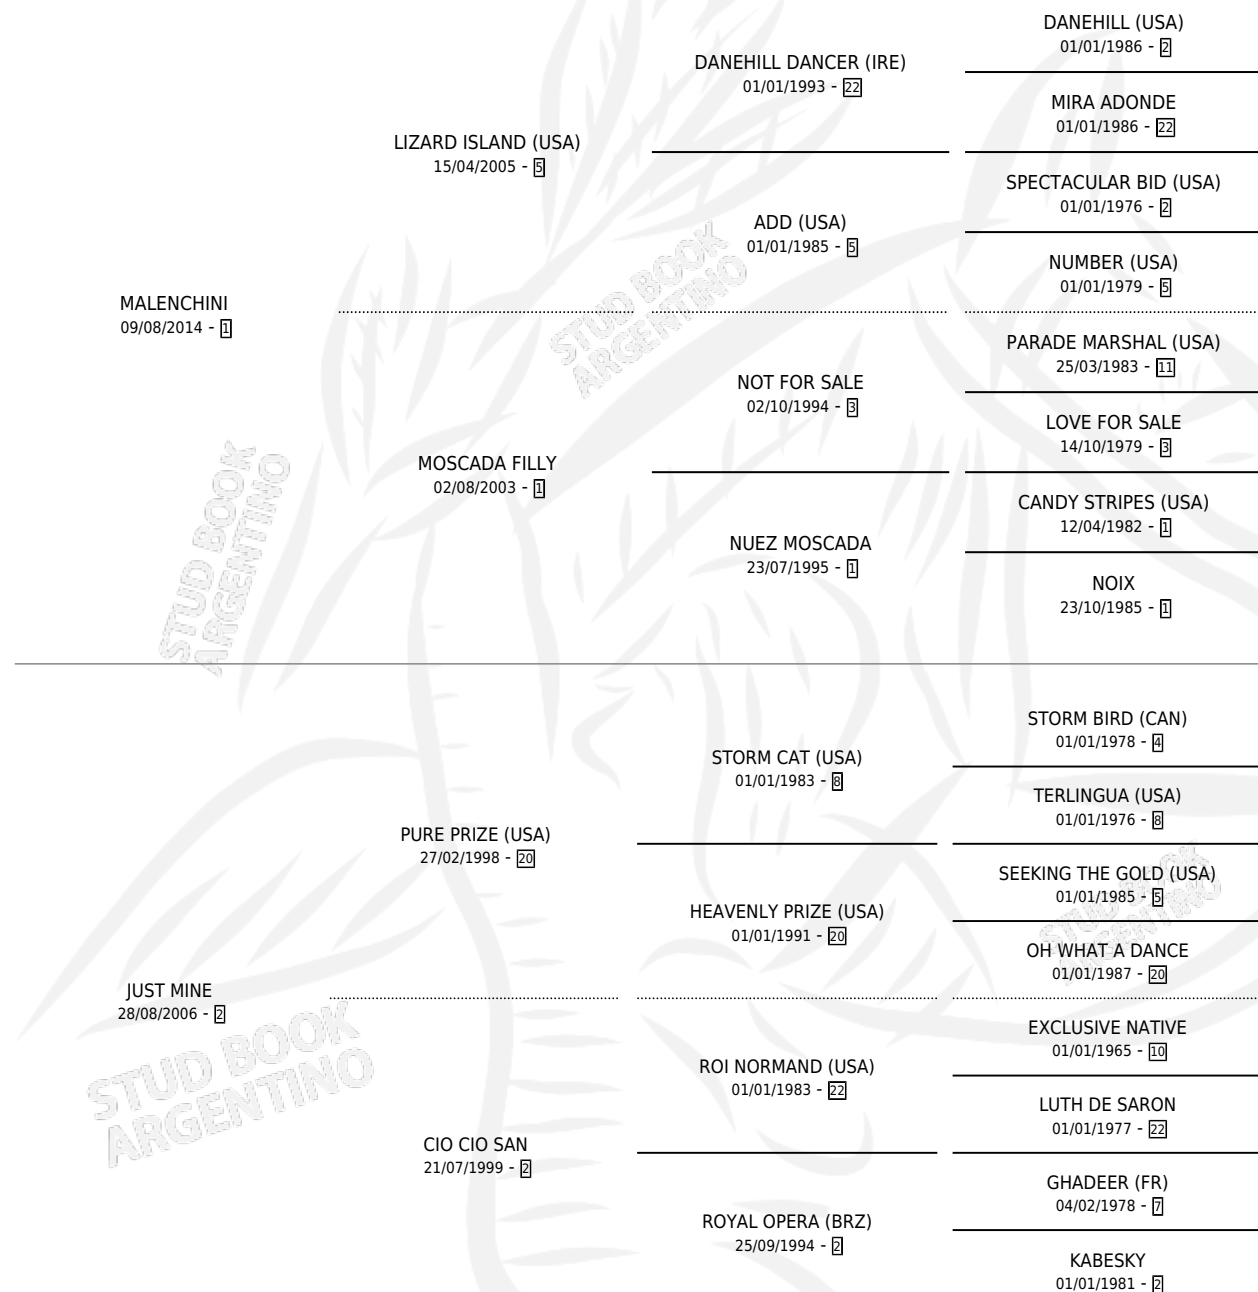 DANEHILL (USA)
01/01/1986 - 2
DANEHILL DANCER (IRE)
01/01/1993 - 22
MIRA ADONDE
01/01/1986 - 22
LIZARD ISLAND (USA)
15/04/2005 - 5
SPECTACULAR BID (USA)
01/01/1976 - 2
ADD (USA)
01/01/1985 - 5
NUMBER (USA)
01/01/1979 - 5
MALENCHINI
09/08/2014 - 1
PARADE MARSHAL (USA)
25/03/1983 - 11
NOT FOR SALE
02/10/1994 - 3
LOVE FOR SALE
14/10/1979 - 3
MOSCADA FILLY
02/08/2003 - 1
CANDY STRIPES (USA)
12/04/1982 - 1
NUEZ MOSCADA
23/07/1995 - 1
NOIX
23/10/1985 - 1
STORM BIRD (CAN)
01/01/1978 - 4
STORM CAT (USA)
01/01/1983 - 8
TERLINGUA (USA)
01/01/1976 - 8
PURE PRIZE (USA)
27/02/1998 - 20
SEEKING THE GOLD (USA)
01/01/1985 - 5
HEAVENLY PRIZE (USA)
01/01/1991 - 20
OH WHAT A DANCE
01/01/1987 - 20
JUST MINE
28/08/2006 - 2
EXCLUSIVE NATIVE
01/01/1965 - 10
ROI NORMAND (USA)
01/01/1983 - 22
LUTH DE SARON
01/01/1977 - 22
CIO CIO SAN
21/07/1999 - 2
GHADEER (FR)
04/02/1978 - 7
ROYAL OPERA (BRZ)
25/09/1994 - 2
KABESKY
01/01/1981 - 2
STUD BOOK
ARGENTINO
STUD BOOK
ARGENTINO
STUD BOOK
ARGENTINO
STUD BOOK
ARGENTINO